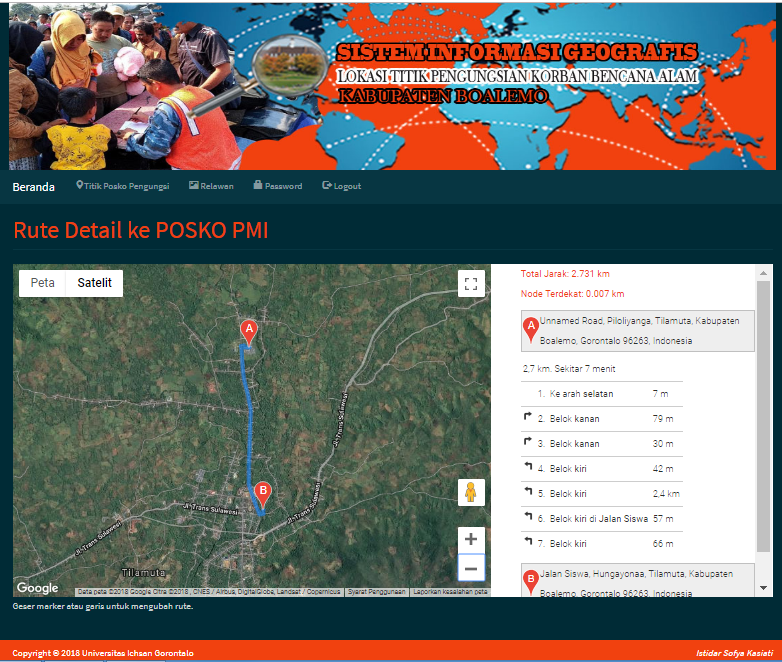 SISTEM INFORMASI GEOGRAFIS
LOKASI TITIK PENGUNGSIAN KORBAN BENCANA ALAM
KABUPATEN BOALEMO
Beranda Titik Posko Pengungsi Relawan Password Logout
Rute Detail ke POSKO PMI
Peta Satelit
A
Jl. Trans Sulawesi
B
Jl. Trans Sulawesi
Jl. Trans Sulawesi
Jl. Trans Sulawesi
Tilamuta
Google
Data peta ©2018 Google Citra ©2018 , CNES / Airbus, DigitalGlobe, Landsat / Copernicus
Syarat Penggunaan
Laporkan kesalahan peta
Total Jarak: 2.731 km
Node Terdekat: 0.007 km
A Unnamed Road, Piloliyanga, Tilamuta, Kabupaten
Boalemo, Gorontalo 96263, Indonesia
2,7 km. Sekitar 7 menit
1. Ke arah selatan 7 m
2. Belok kanan 79 m
3. Belok kanan 30 m
4. Belok kiri 42 m
5. Belok kiri 2,4 km
6. Belok kiri di Jalan Siswa 57 m
7. Belok kiri 66 m
B Jalan Siswa, Hungayonaa, Tilamuta, Kabupaten
Boalemo, Gorontalo 96263, Indonesia
Geser marker atau garis untuk mengubah rute.
Copyright © 2018 Universitas Ichsan Gorontalo
Istidar Sofya Kasiati